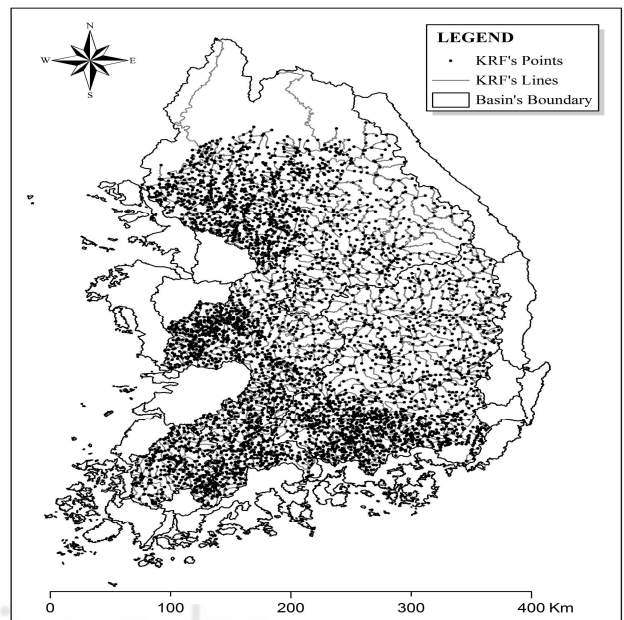 N
W E
S
LEGEND
KRF's Points
KRF's Lines
Basin's Boundary
0 100 200 300 400 Km